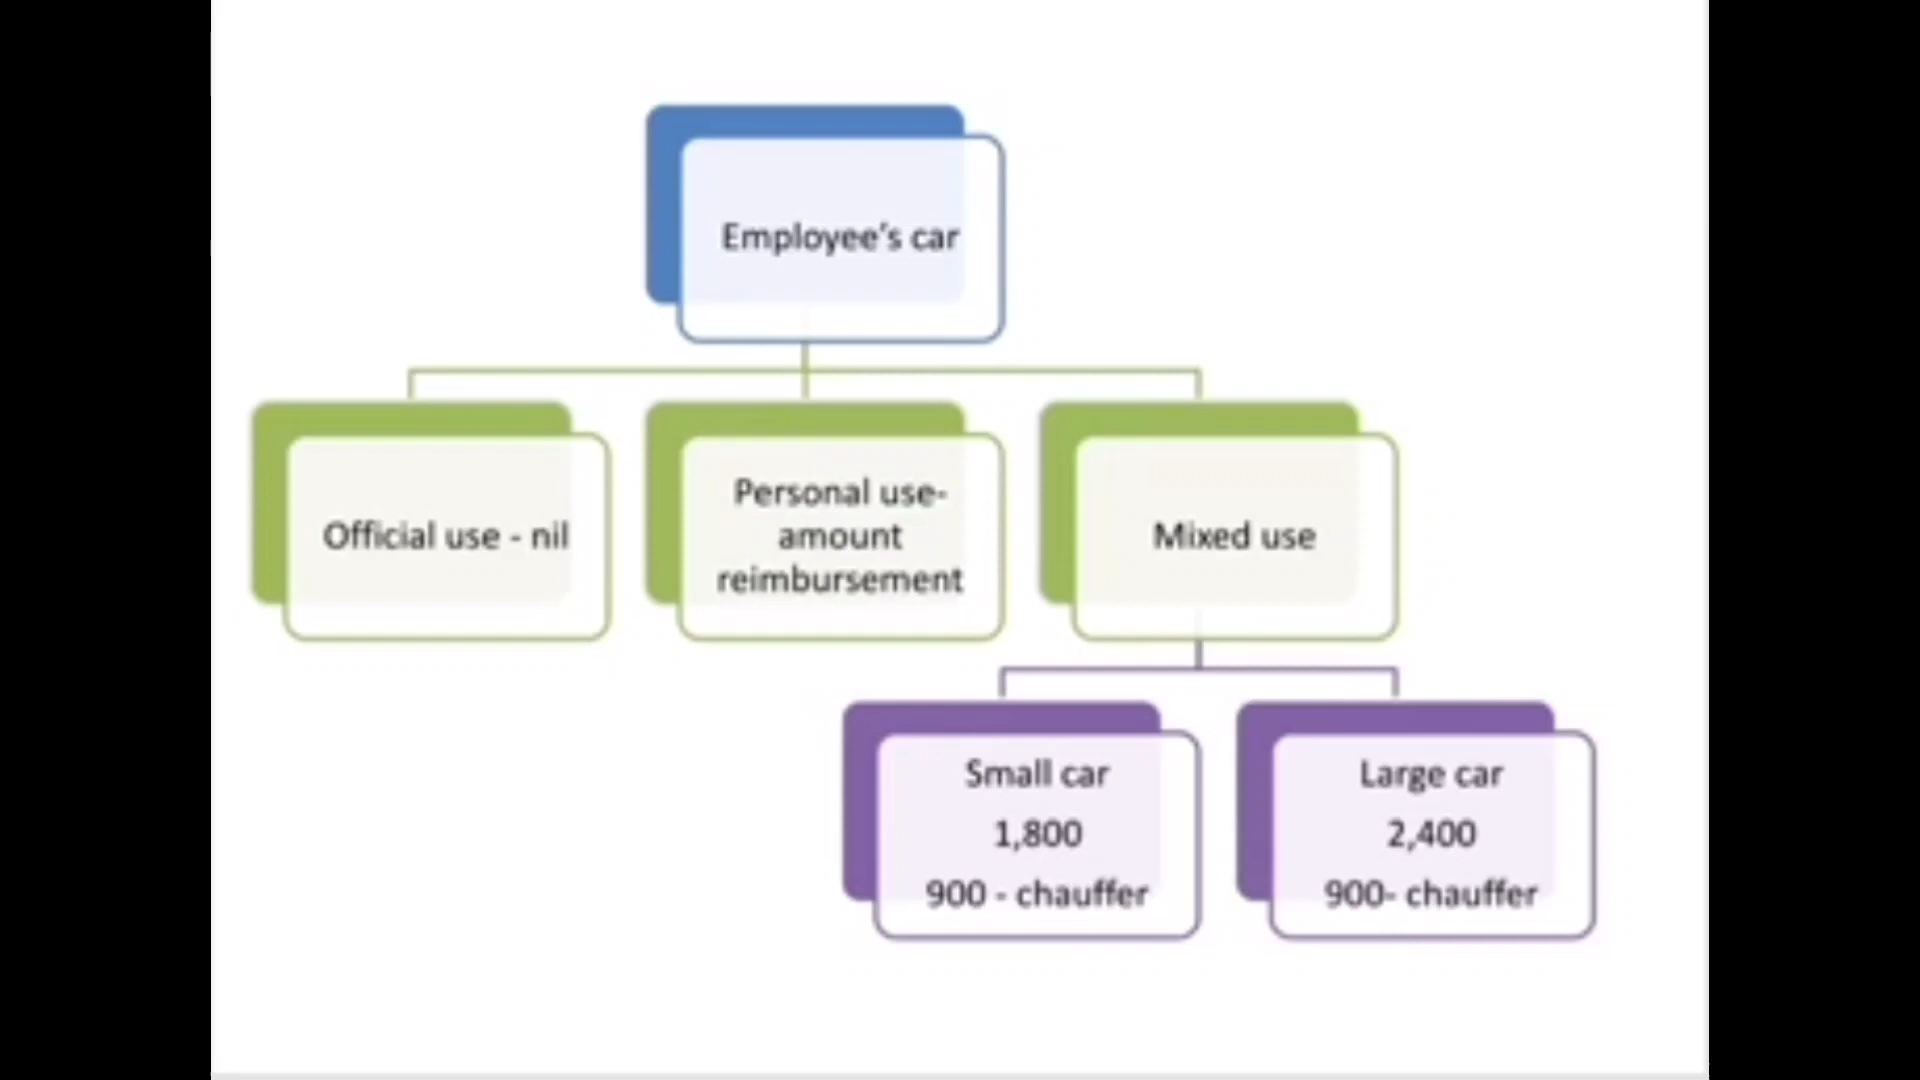 Employee's car
Official use - nil
Personal use-
amount
reimbursement
Mixed use
Small car
1,800
900 - chauffer
Large car
2,400
900- chauffer